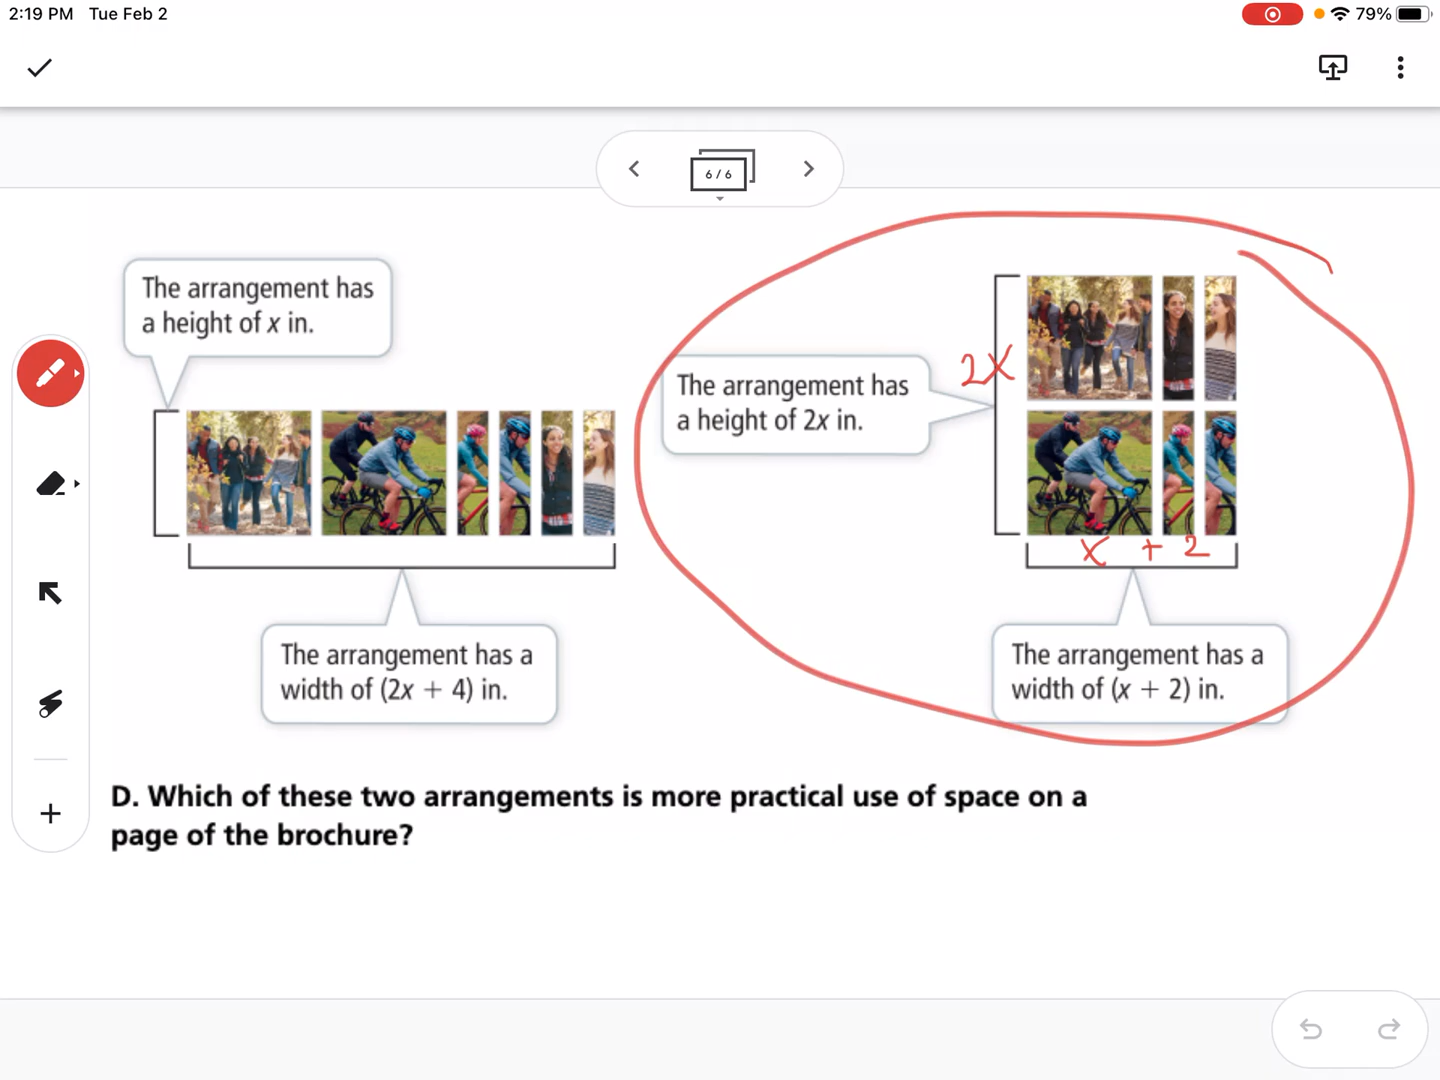 2:19 PM Tue Feb 2
79%
6 / 6
The arrangement has
a height of x in.
The arrangement has
a height of 2x in.
2X
x + 2
The arrangement has a
width of (2x + 4) in.
The arrangement has a
width of (x + 2) in.
D. Which of these two arrangements is more practical use of space on a
page of the brochure?